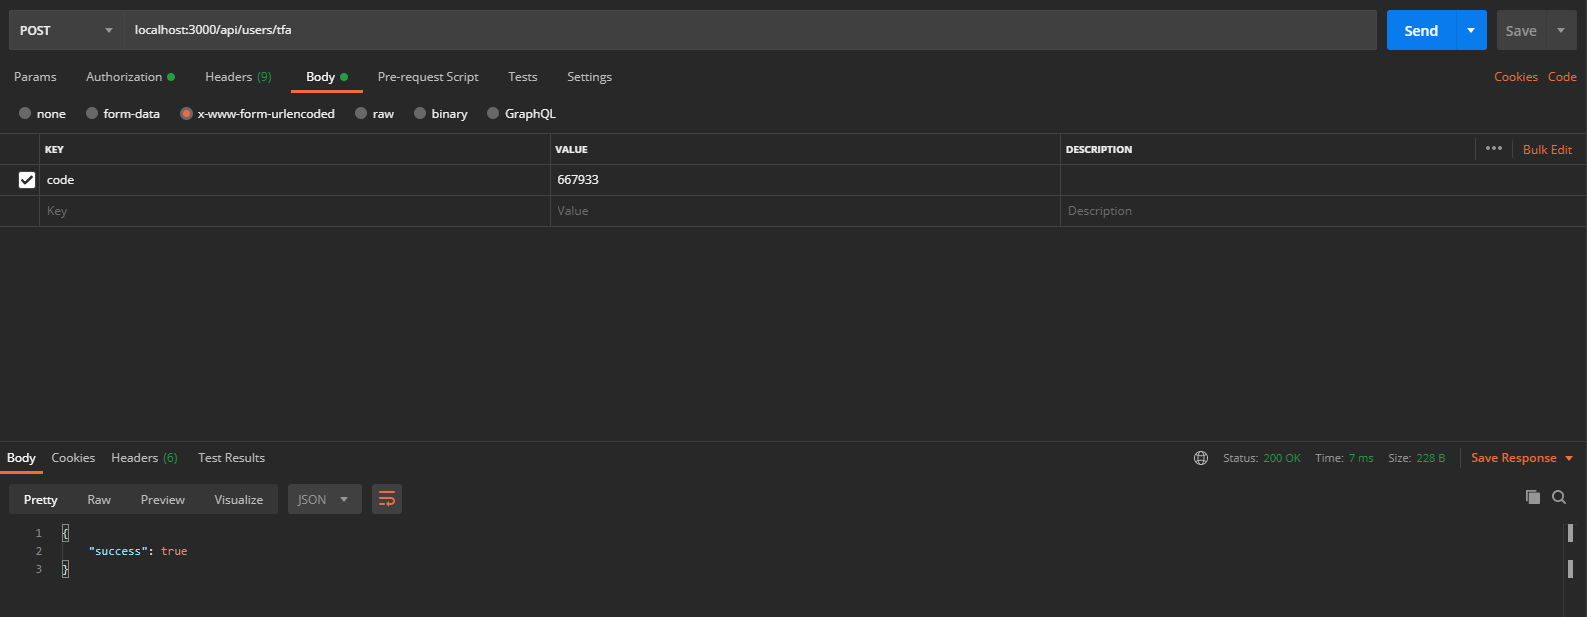 POST localhost:3000/api/users/tfa Send Save
Params Authorization Headers (9) Body Pre-request Script Tests Settings Cookies Code
none form-data x-www-form-urlencoded raw binary GraphQL
KEY VALUE DESCRIPTION ••• Bulk Edit
code 667933
Key Value Description
Body Cookies Headers (6) Test Results Status: 200 OK Time: 7 ms Size: 228 B Save Response
Pretty Raw Preview Visualize JSON
1 {
2 "success": true
3 }